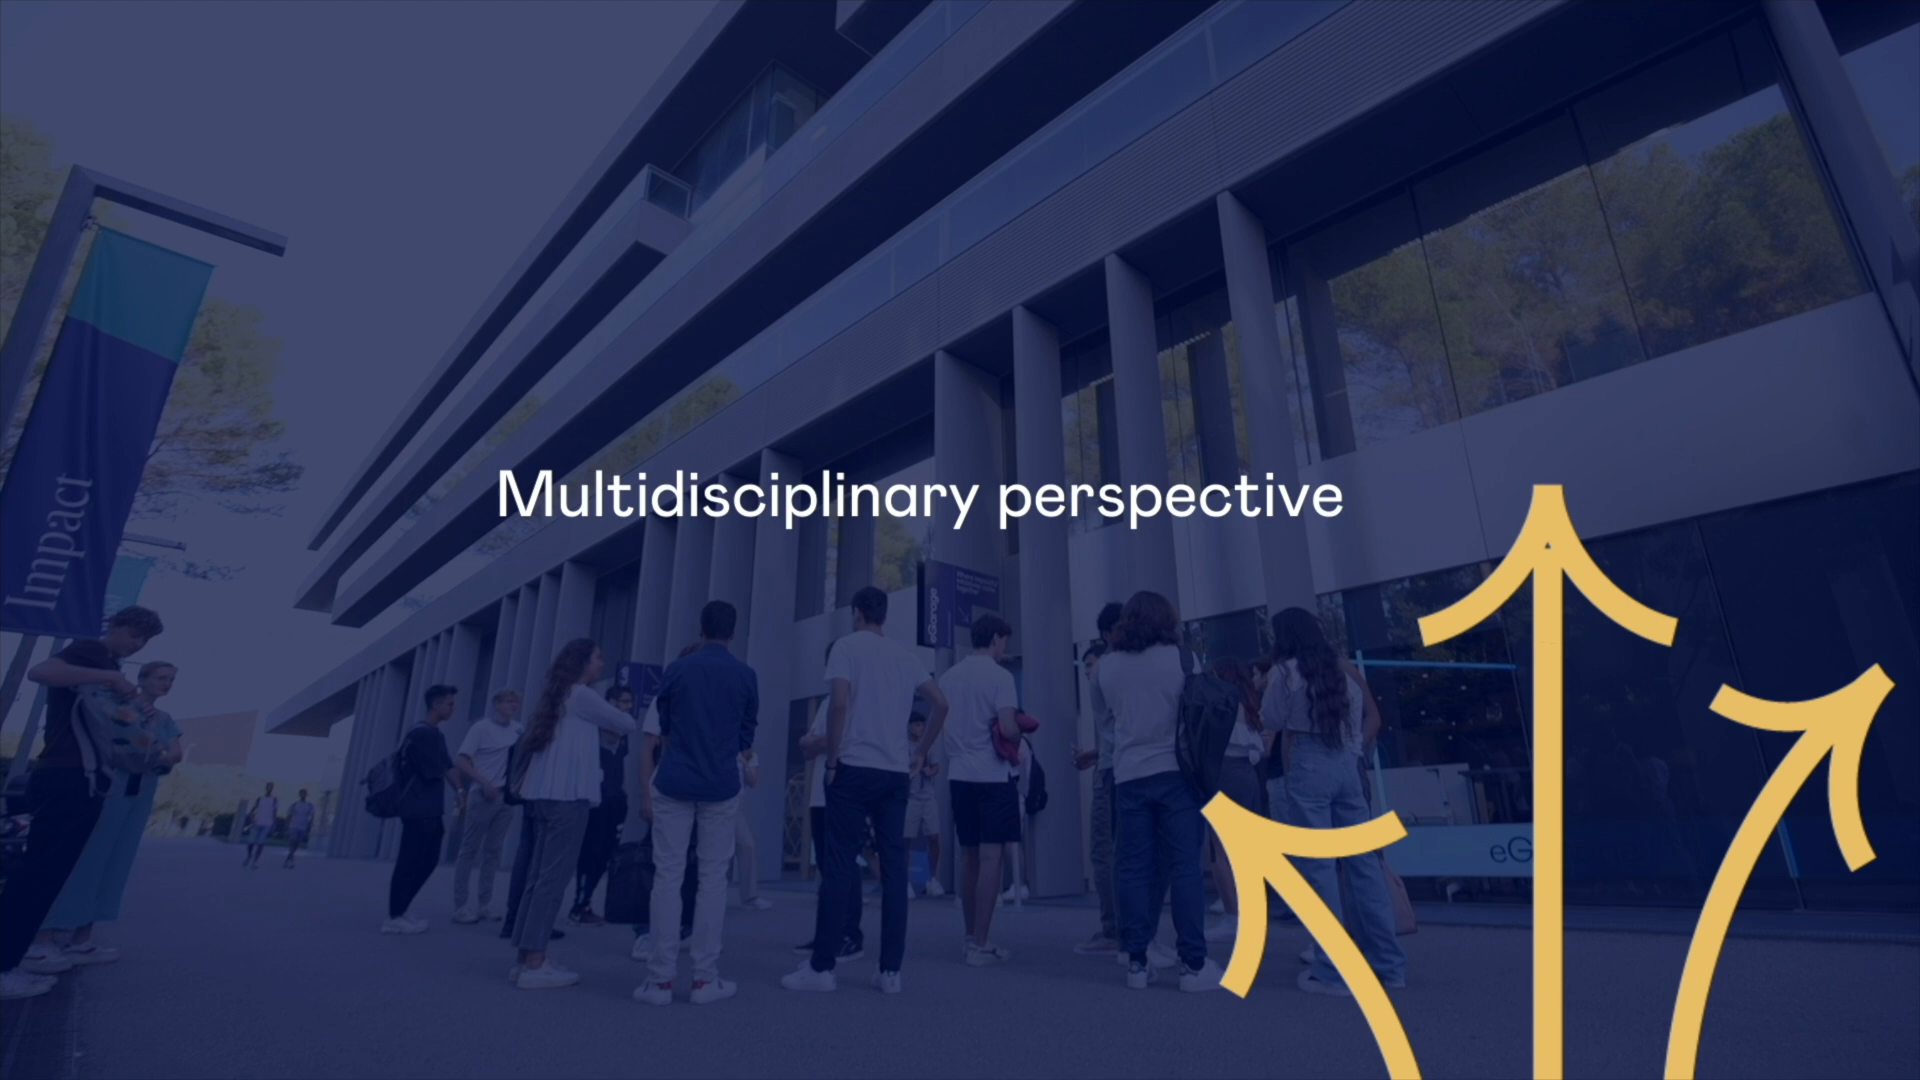 Multidisciplinary perspective
Impact
eGarage
eG